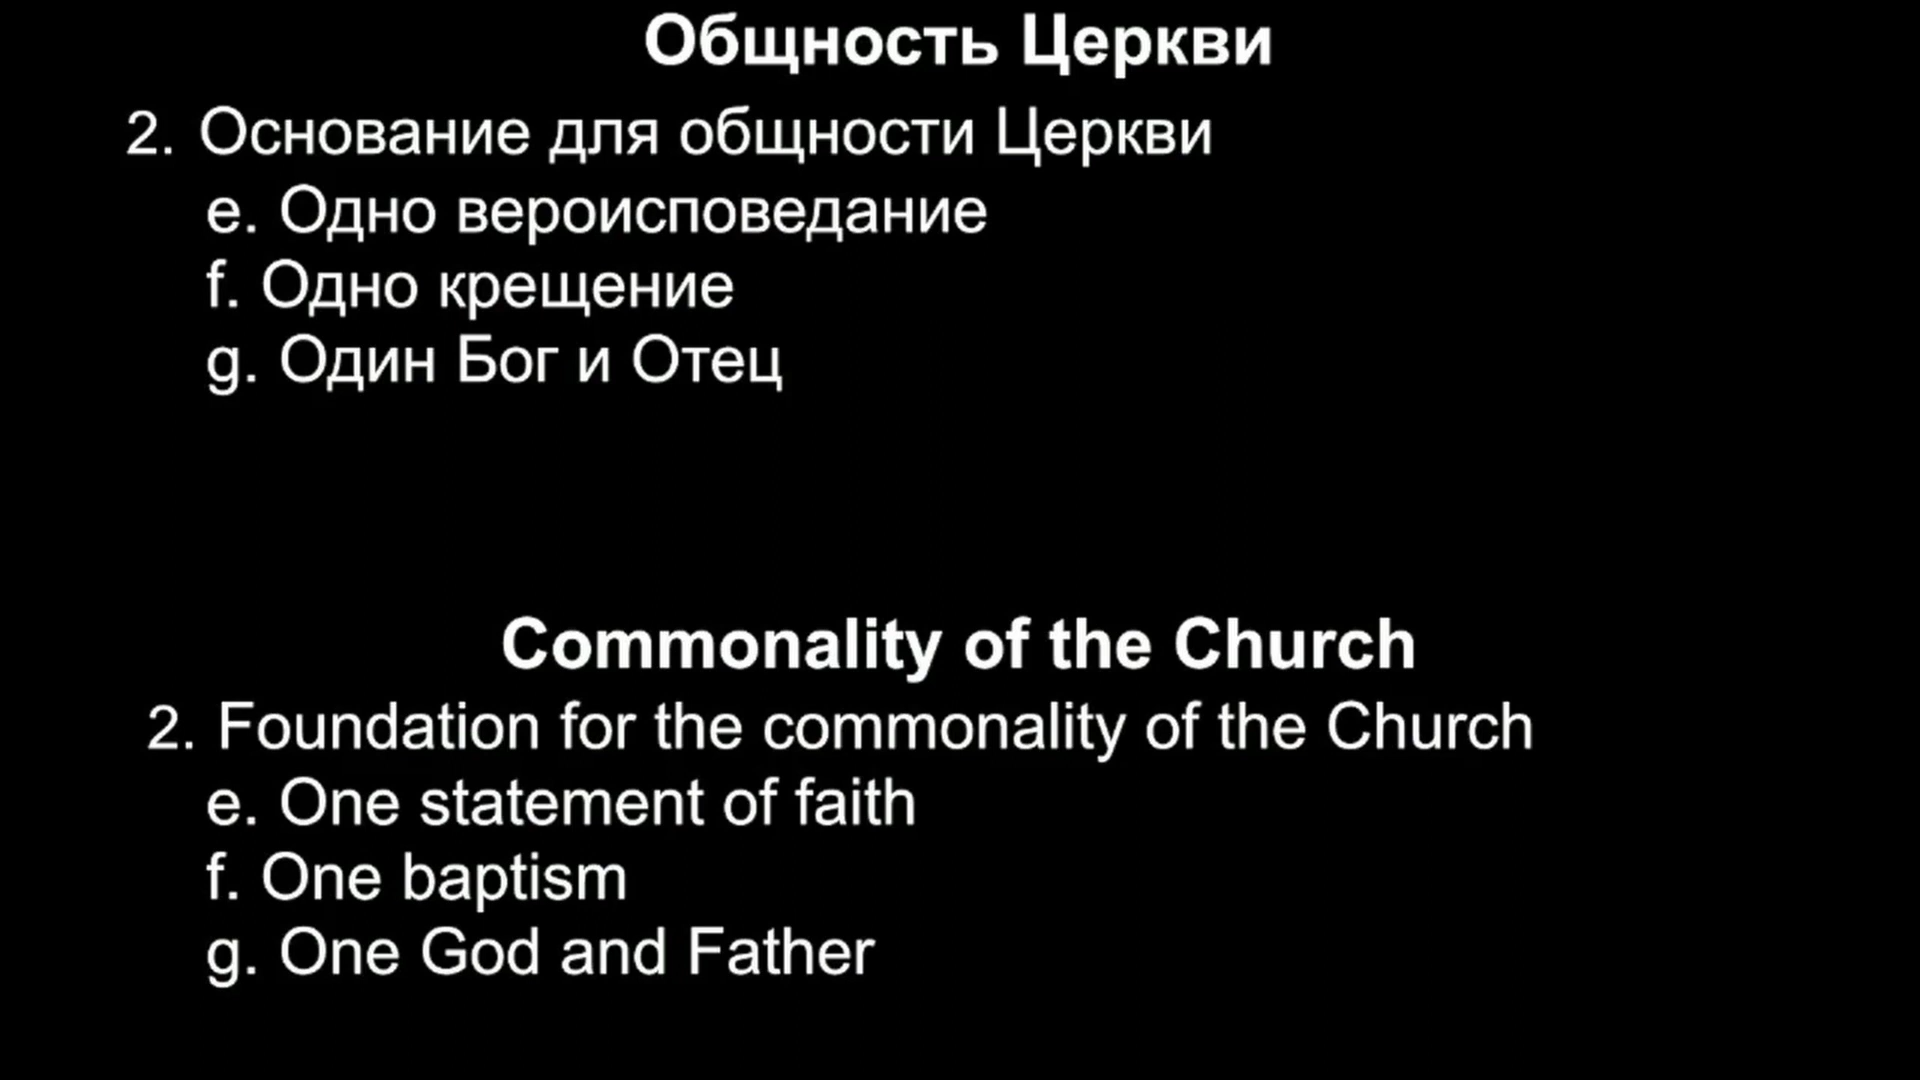 Общность Церкви
2. Основание для общности Церкви
e. Одно вероисповедание
f. Одно крещение
g. Один Бог и Отец
Commonality of the Church
2. Foundation for the commonality of the Church
e. One statement of faith
f. One baptism
g. One God and Father